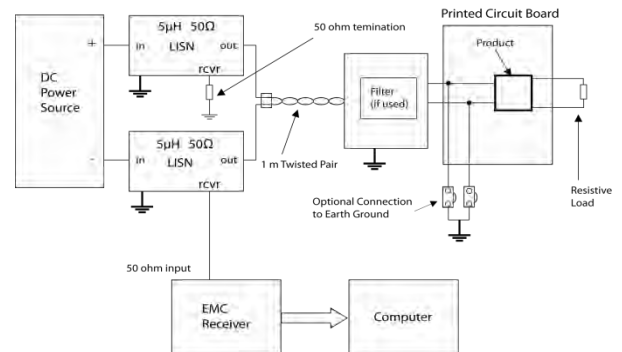 Printed Circuit Board
5µH 50Ω
in
LISN
out
rcvr
50 ohm temination
+
DC
Power
Source
-
5µH 50Ω
in
LISN
out
rcvr
1 m Twisted Pair
Filter
(if used)
Product
Resistive
Load
Optional Connection
to Earth Ground
50 ohm input
EMC
Receiver
Computer